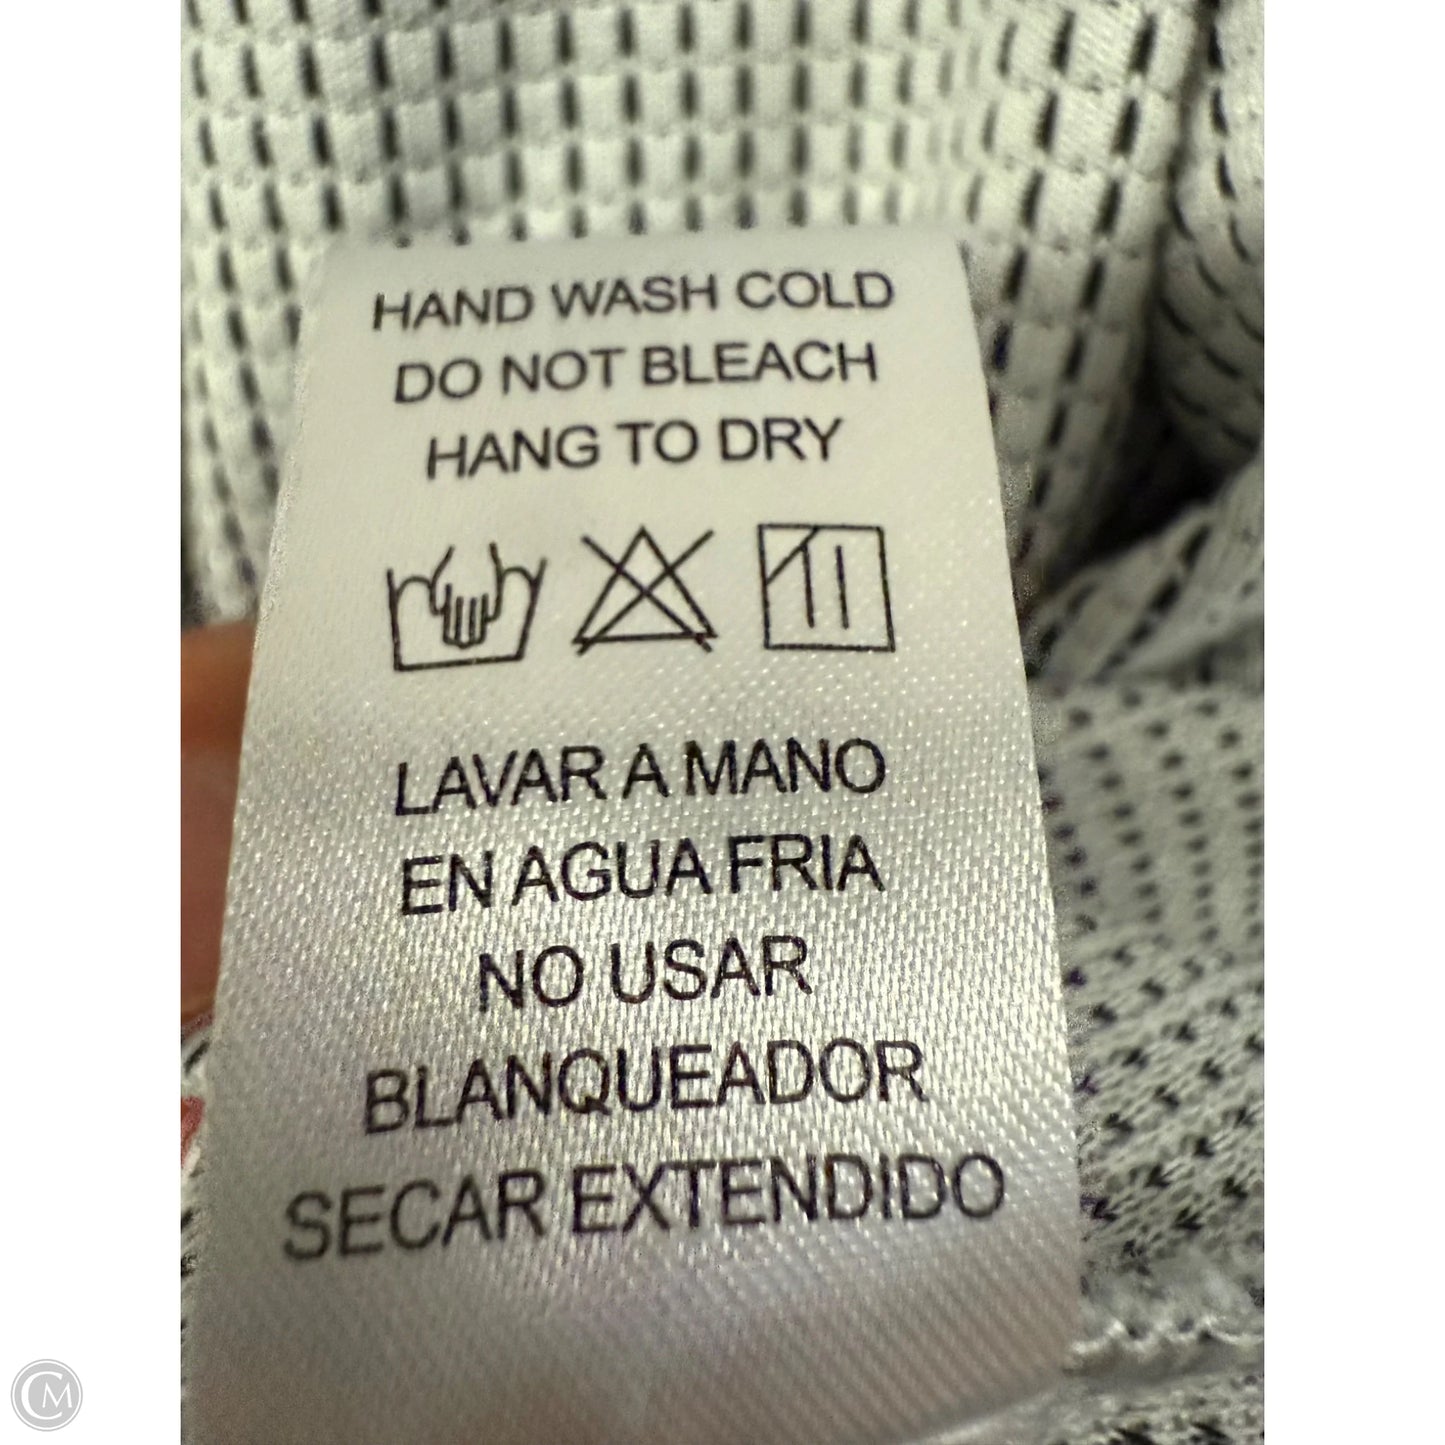 HAND WASH COLD
DO NOT BLEACH
HANG TO DRY
LAVAR A MANO
EN AGUA FRIA
NO USAR
BLANQUEADOR
SECAR EXTENDIDO
CM